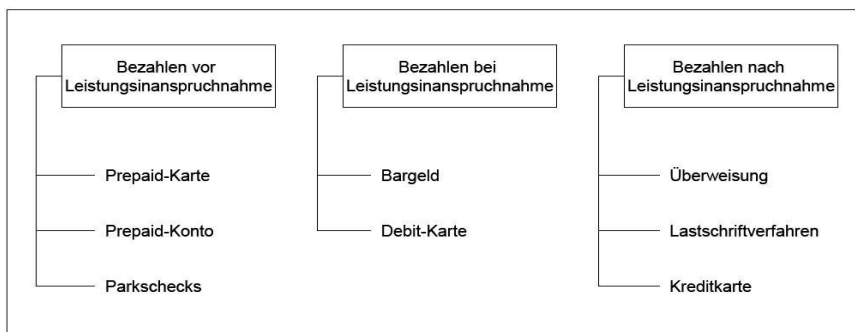 Bezahlen vor
Leistungsinanspruchnahme
Prepaid-Karte
Prepaid-Konto
Parkschecks
Bezahlen bei
Leistungsinanspruchnahme
Bargeld
Debit-Karte
Bezahlen nach
Leistungsinanspruchnahme
Überweisung
Lastschriftverfahren
Kreditkarte